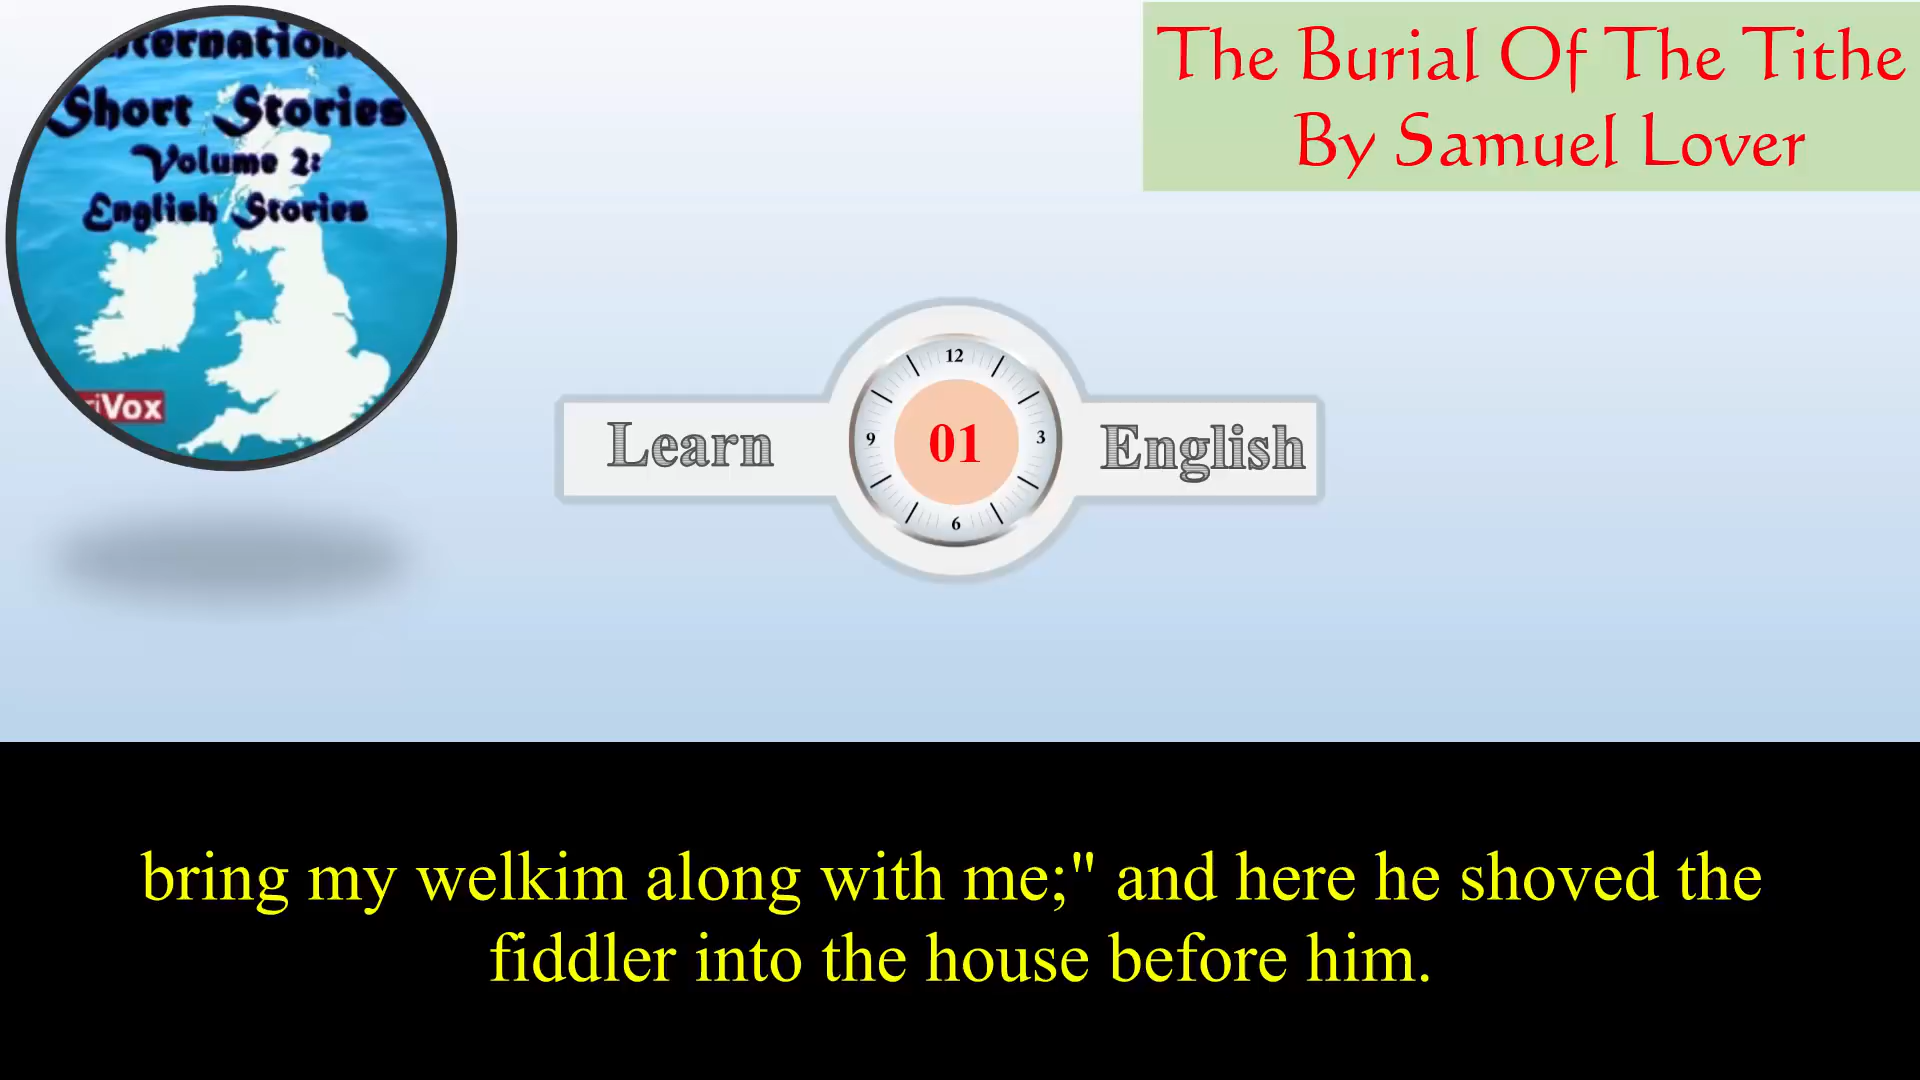 Short Stories
Volume 2:
English Stories
The Burial Of The Tithe
By Samuel Lover
12
9
3
6
Learn
01
English
bring my welkim along with me;" and here he shoved the
fiddler into the house before him.